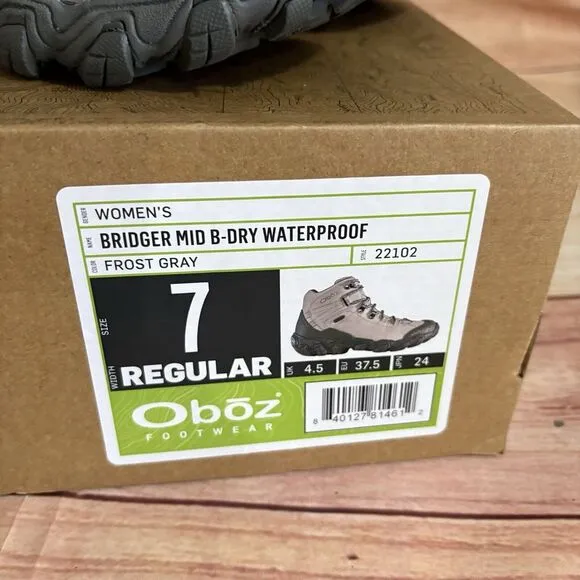 GENDER WOMEN'S
NAME BRIDGER MID B-DRY WATERPROOF
COLOR FROST GRAY STYLE 22102
SIZE 7
WIDTH REGULAR
Oboz
UK 4.5 EU 37.5 JPN 24
Obōz
FOOTWEAR
8 40127 81461 2